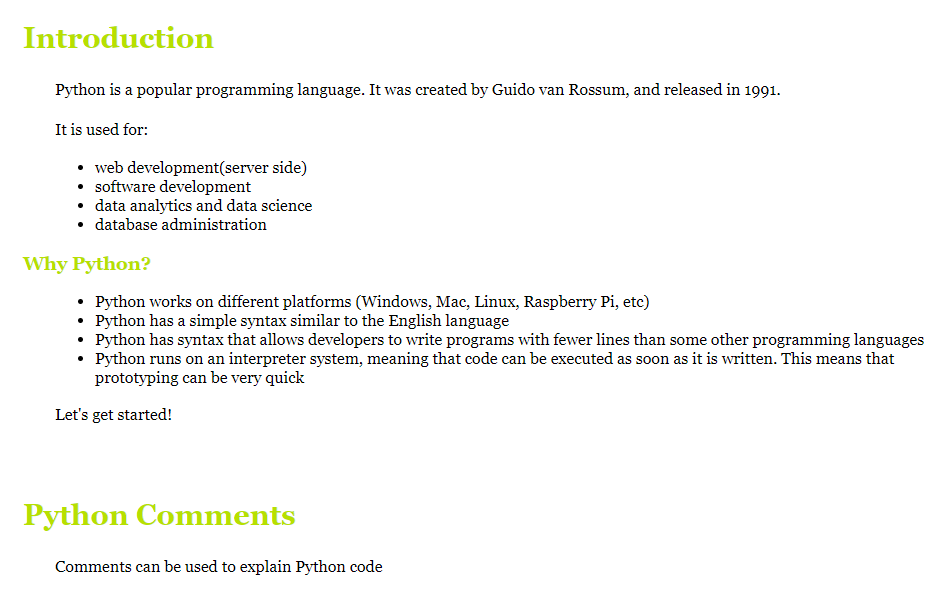 Introduction
Python is a popular programming language. It was created by Guido van Rossum, and released in 1991.
It is used for:
• web development(server side)
• software development
• data analytics and data science
• database administration
Why Python?
• Python works on different platforms (Windows, Mac, Linux, Raspberry Pi, etc)
• Python has a simple syntax similar to the English language
• Python has syntax that allows developers to write programs with fewer lines than some other programming languages
• Python runs on an interpreter system, meaning that code can be executed as soon as it is written. This means that
prototyping can be very quick
Let's get started!
Python Comments
Comments can be used to explain Python code